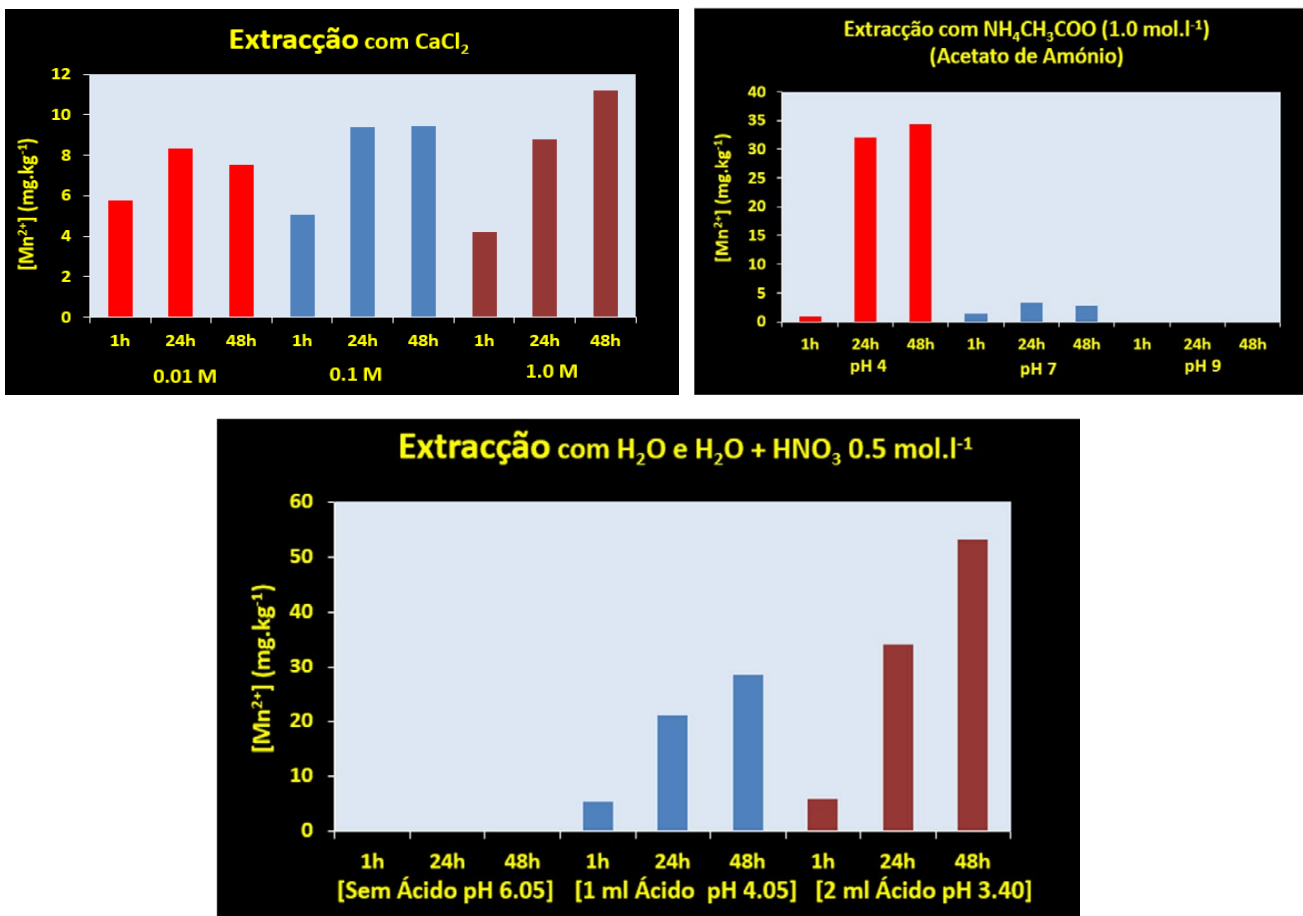 Extracção com CaCl₂
[Mn²⁺] (mg.kg⁻¹)
12
10
8
6
4
2
0
1h 24h 48h 1h 24h 48h 1h 24h 48h
0.01 M 0.1 M 1.0 M
Extracção com NH₄CH₃COO (1.0 mol.l⁻¹)
(Acetato de Amónio)
[Mn²⁺] (mg.kg⁻¹)
40
35
30
25
20
15
10
5
0
1h 24h 48h 1h 24h 48h 1h 24h 48h
pH 4 pH 7 pH 9
Extracção com H₂O e H₂O + HNO₃ 0.5 mol.l⁻¹
[Mn²⁺] (mg.kg⁻¹)
60
50
40
30
20
10
0
1h 24h 48h 1h 24h 48h 1h 24h 48h
[Sem Ácido pH 6.05] [1 ml Ácido pH 4.05] [2 ml Ácido pH 3.40]